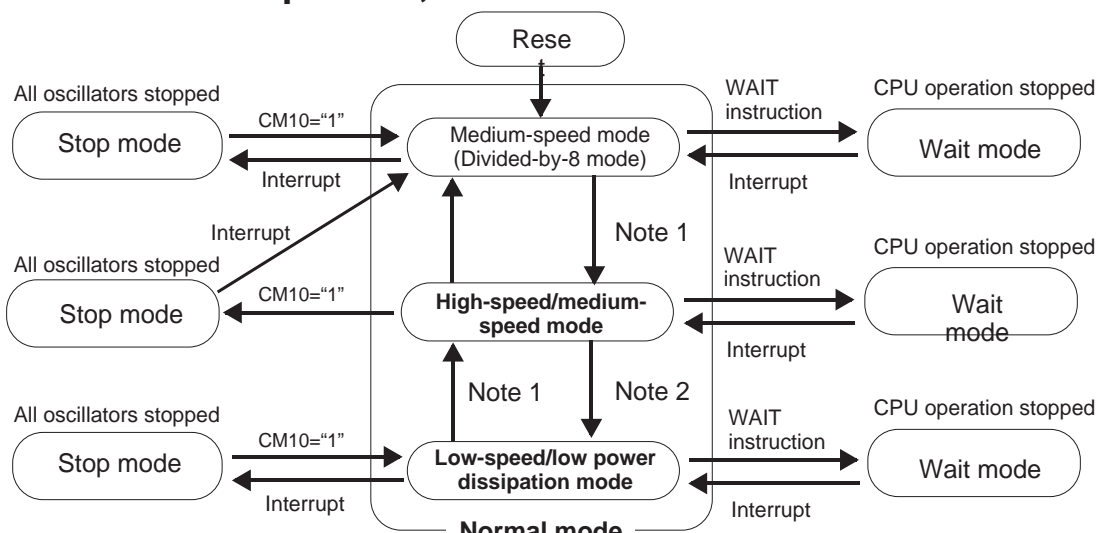 Rese
t
All oscillators stopped
Stop mode
CM10="1"
Interrupt
Medium-speed mode
(Divided-by-8 mode)
WAIT
instruction
Interrupt
CPU operation stopped
Wait mode
Interrupt
Note 1
All oscillators stopped
Stop mode
CM10="1"
High-speed/medium-
speed mode
WAIT
instruction
Interrupt
CPU operation stopped
Wait
mode
Note 1
Note 2
All oscillators stopped
Stop mode
CM10="1"
Interrupt
Low-speed/low power
dissipation mode
WAIT
instruction
Interrupt
CPU operation stopped
Wait mode
Normal mode